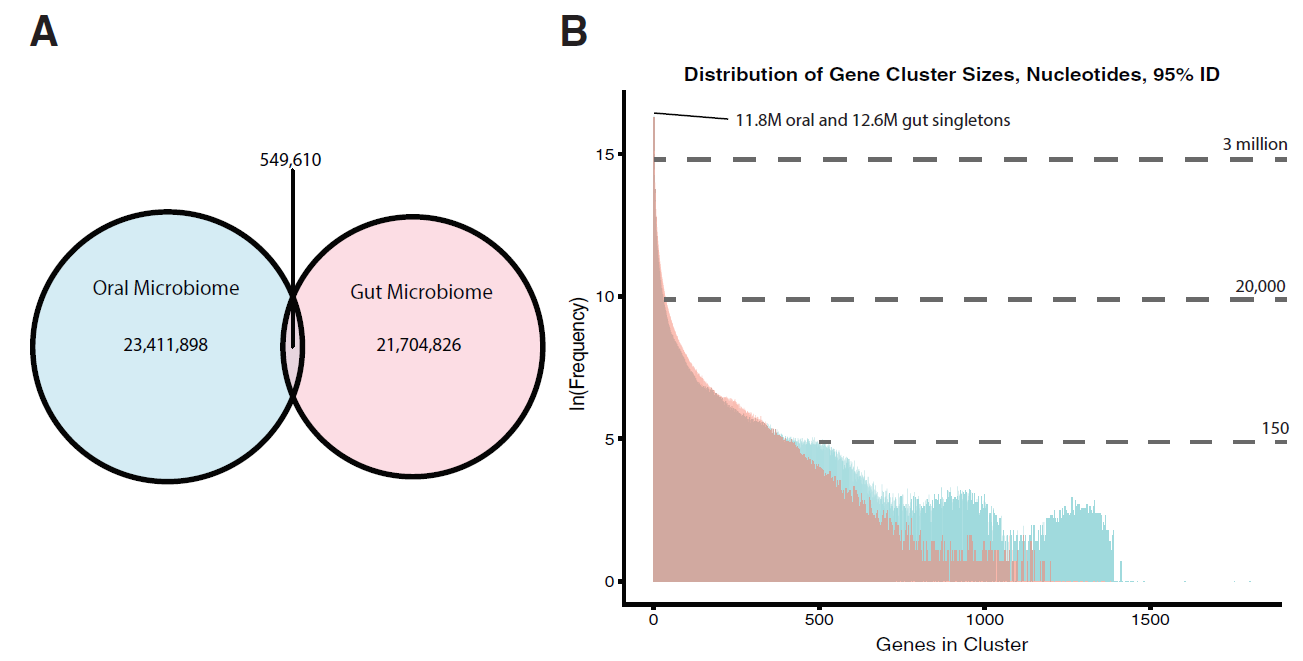 A
549,610
Oral Microbiome
23,411,898
Gut Microbiome
21,704,826
B
Distribution of Gene Cluster Sizes, Nucleotides, 95% ID
11.8M oral and 12.6M gut singletons
3 million
20,000
150
ln(Frequency)
15
10
5
0
0
500
1000
1500
Genes in Cluster